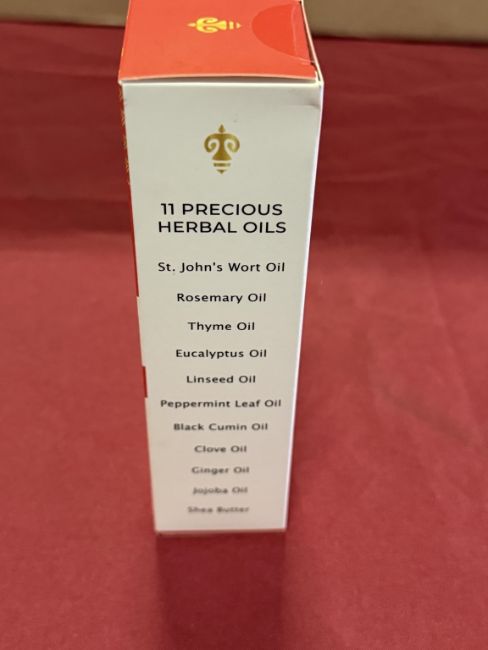 11 PRECIOUS
HERBAL OILS
St. John's Wort Oil
Rosemary Oil
Thyme Oil
Eucalyptus Oil
Linseed Oil
Peppermint Leaf Oil
Black Cumin Oil
Clove Oil
Ginger Oil
Jojoba Oil
Shea Butter